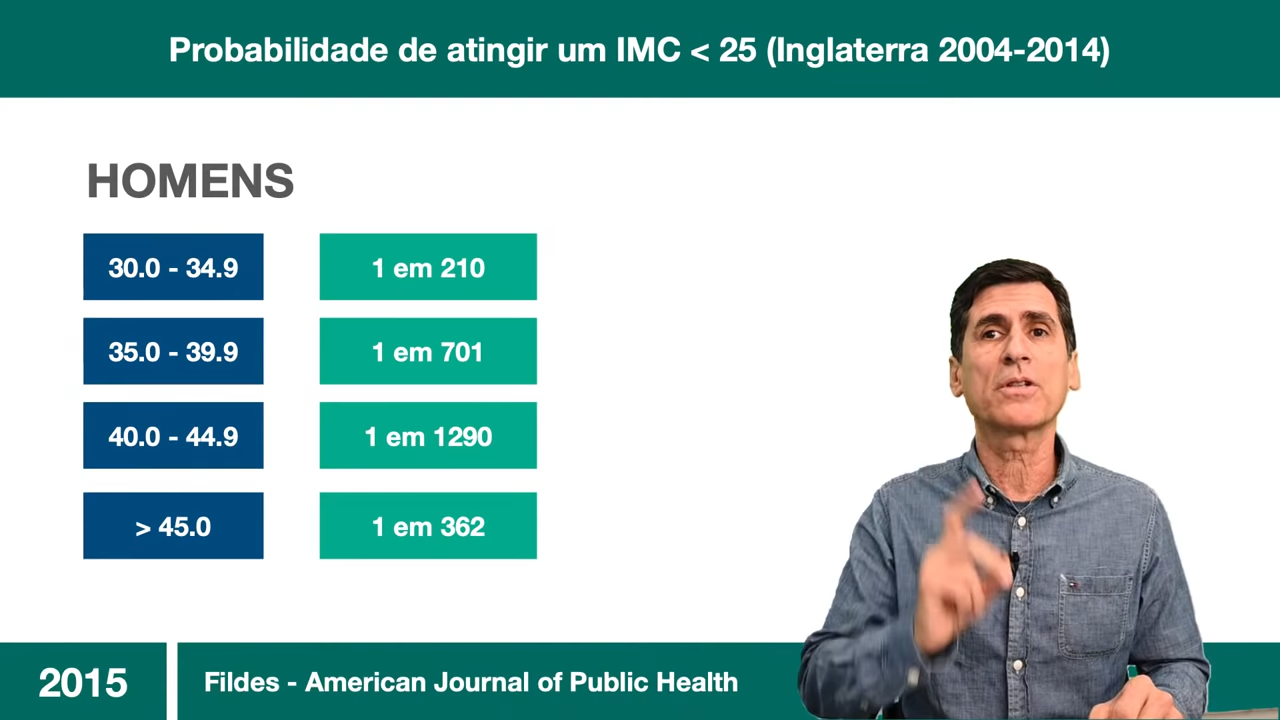 Probabilidade de atingir um IMC < 25 (Inglaterra 2004-2014)
HOMENS
30.0 - 34.9 1 em 210
35.0 - 39.9 1 em 701
40.0 - 44.9 1 em 1290
> 45.0 1 em 362
2015 Fildes - American Journal of Public Health